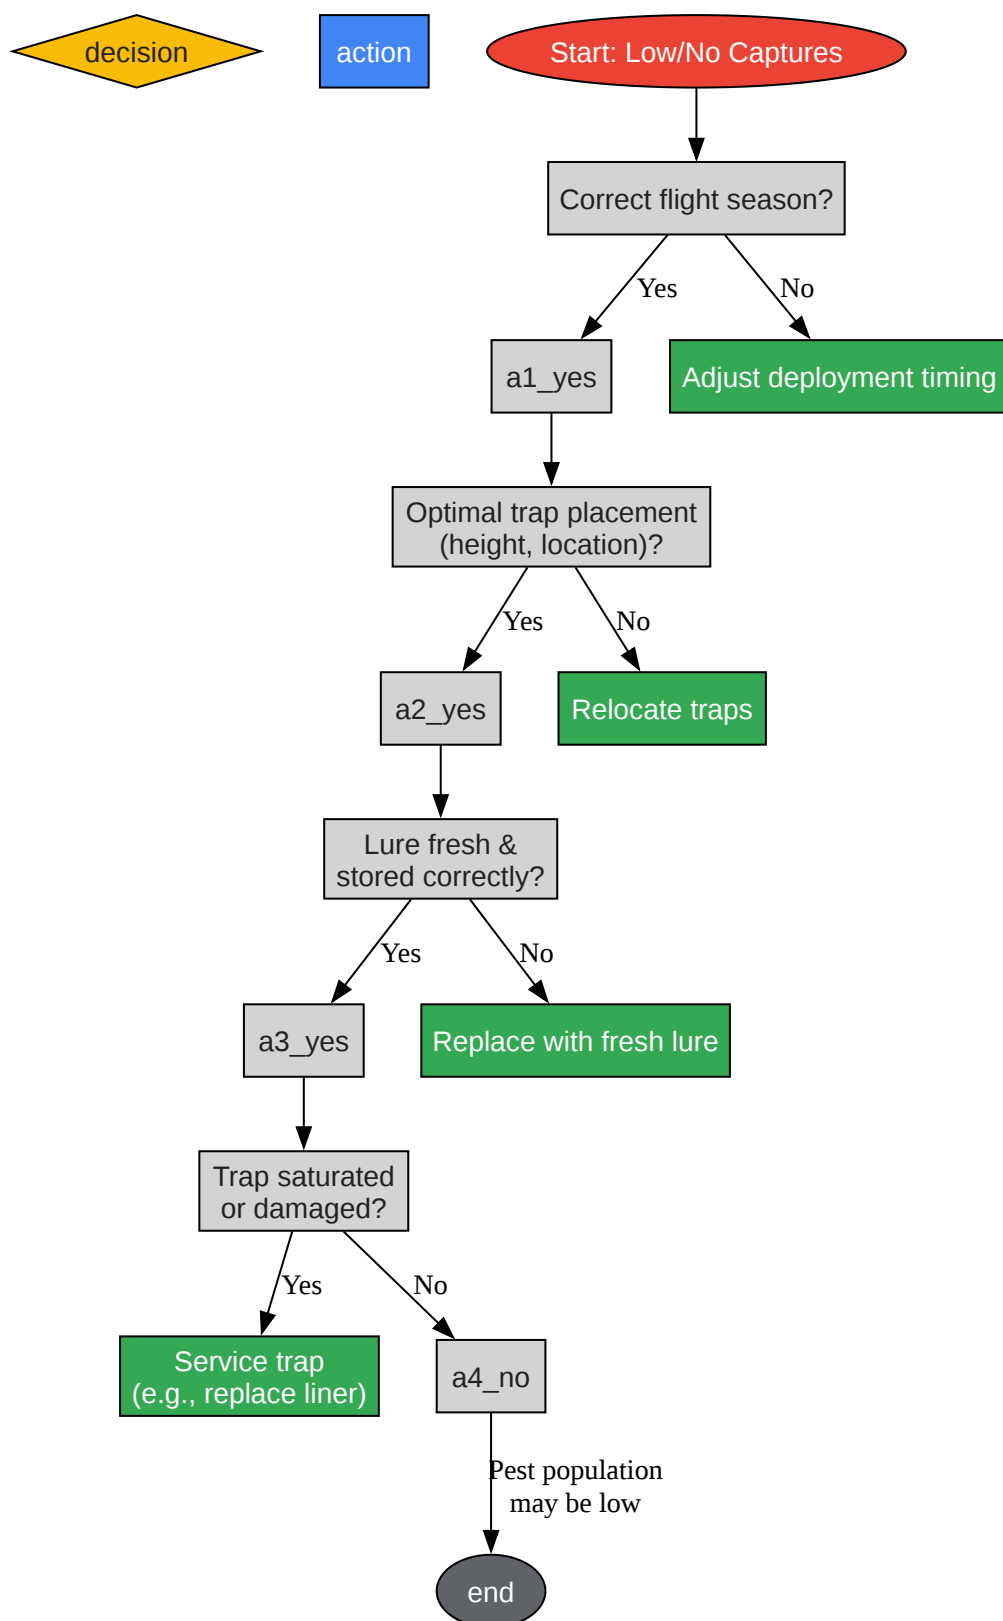 decision
action
Start: Low/No Captures
Correct flight season?
Yes
No
a1_yes
Adjust deployment timing
Optimal trap placement
(height, location)?
Yes
No
a2_yes
Relocate traps
Lure fresh &
stored correctly?
Yes
No
a3_yes
Replace with fresh lure
Trap saturated
or damaged?
Yes
No
Service trap
(e.g., replace liner)
a4_no
Pest population
may be low
end